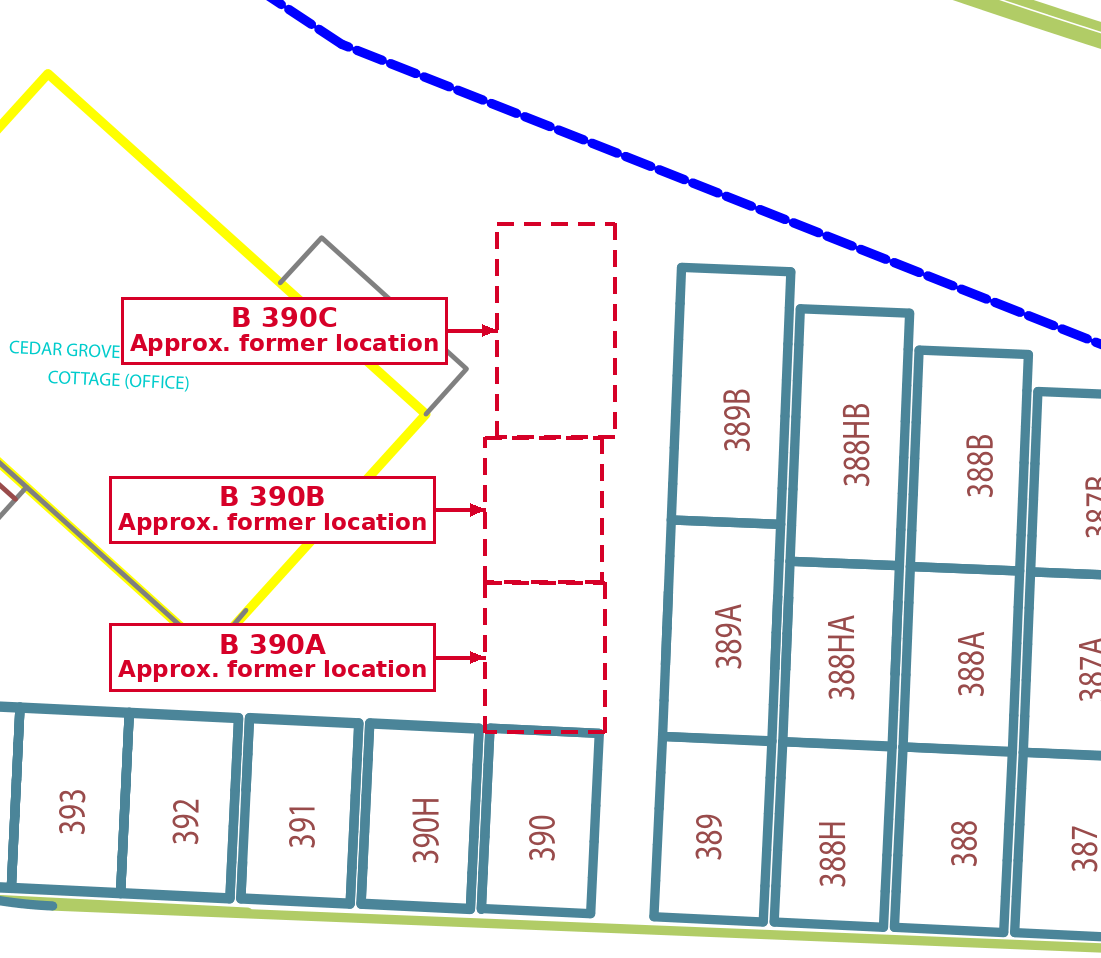 B 390C
Approx. former location
CEDAR GROVE
COTTAGE (OFFICE)
B 390B
Approx. former location
B 390A
Approx. former location
389B
388HB
388B
387B
389A
388HA
388A
387A
393
392
391
390H
390
389
388H
388
387